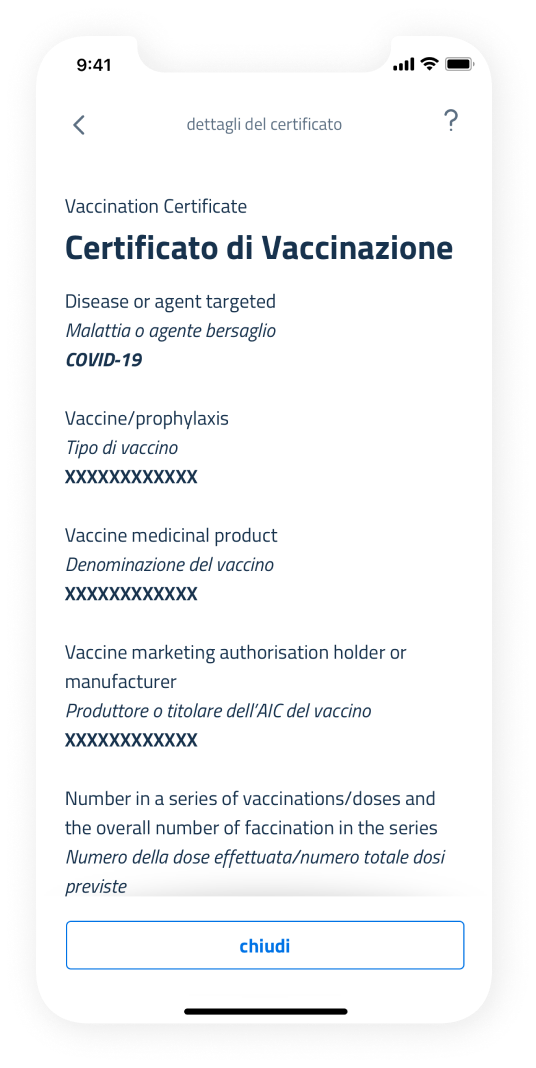 9:41
dettagli del certificato
?
Vaccination Certificate
Certificato di Vaccinazione
Disease or agent targeted
Malattia o agente bersaglio
COVID-19
Vaccine/prophylaxis
Tipo di vaccino
XXXXXXXXXXXX
Vaccine medicinal product
Denominazione del vaccino
XXXXXXXXXXXX
Vaccine marketing authorisation holder or
manufacturer
Produttore o titolare dell'AIC del vaccino
XXXXXXXXXXXX
Number in a series of vaccinations/doses and
the overall number of faccination in the series
Numero della dose effettuata/numero totale dosi
previste
chiudi